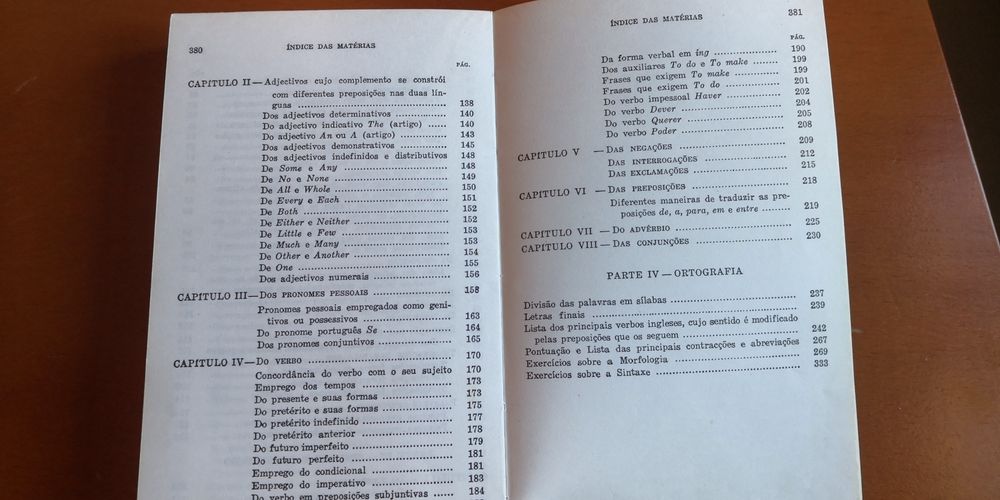 380
ÍNDICE DAS MATÉRIAS
PÁG.
CAPITULO II — Adjectivos cujo complemento se constrói
com diferentes preposições nas duas lín-
guas ........ 138
Dos adjectivos determinativos ........ 140
Do adjectivo indicativo The (artigo) ........ 140
Do adjectivo An ou A (artigo) ........ 143
Dos adjectivos demonstrativos ........ 145
Dos adjectivos indefinidos e distributivos 148
De Some e Any ........ 148
De No e None ........ 149
De All e Whole ........ 150
De Every e Each ........ 151
De Both ........ 152
De Either e Neither ........ 152
De Little e Few ........ 153
De Much e Many ........ 153
De Other e Another ........ 154
De One ........ 155
Dos adjectivos numerais ........ 156
CAPITULO III — DOS PRONOMES PESSOAIS ........ 158
Pronomes pessoais empregados como geni-
tivos ou possessivos ........ 163
Do pronome português Se ........ 164
Dos pronomes conjuntivos ........ 165
CAPITULO IV — DO VERBO ........ 170
Concordância do verbo com o seu sujeito 170
Emprego dos tempos ........ 173
Do presente e suas formas ........ 173
Do pretérito e suas formas ........ 175
Do pretérito indefinido ........ 177
Do pretérito anterior ........ 178
Do futuro imperfeito ........ 179
Do futuro perfeito ........ 181
Emprego do condicional ........ 181
Emprego do imperativo ........ 183
Do verbo em preposições subjuntivas ........ 184
ÍNDICE DAS MATÉRIAS
381
PÁG.
Da forma verbal em ing ........ 190
Dos auxiliares To do e To make ........ 199
Frases que exigem To make ........ 199
Frases que exigem To do ........ 201
Do verbo impessoal Haver ........ 202
Do verbo Dever ........ 204
Do verbo Querer ........ 205
Do verbo Poder ........ 208
CAPITULO V — DAS NEGAÇÕES ........ 209
DAS INTERROGAÇÕES ........ 212
DAS EXCLAMAÇÕES ........ 215
CAPITULO VI — DAS PREPOSIÇÕES ........ 218
Diferentes maneiras de traduzir as pre-
posições de, a, para, em e entre ........ 219
CAPITULO VII — DO ADVÉRBIO ........ 225
CAPITULO VIII — DAS CONJUNÇÕES ........ 230
PARTE IV — ORTOGRAFIA
Divisão das palavras em sílabas ........ 237
Letras finais ........ 239
Lista dos principais verbos ingleses, cujo sentido é modificado
pelas preposições que os seguem ........ 242
Pontuação e Lista das principais contracções e abreviações 267
Exercícios sobre a Morfologia ........ 269
Exercícios sobre a Sintaxe ........ 333